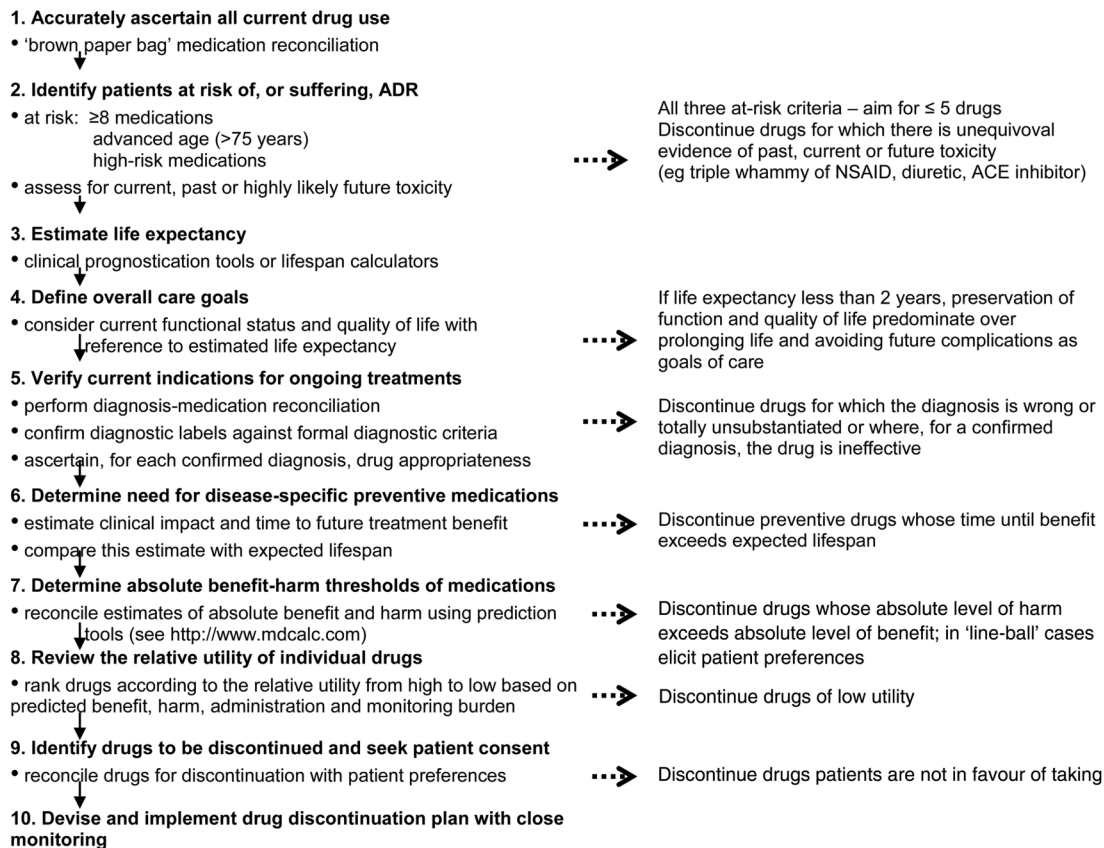 1. Accurately ascertain all current drug use
• ‘brown paper bag’ medication reconciliation
2. Identify patients at risk of, or suffering, ADR
• at risk: ≥8 medications
advanced age (>75 years)
high-risk medications
• assess for current, past or highly likely future toxicity
All three at-risk criteria – aim for ≤ 5 drugs
Discontinue drugs for which there is unequivoval
evidence of past, current or future toxicity
(eg triple whammy of NSAID, diuretic, ACE inhibitor)
3. Estimate life expectancy
• clinical prognostication tools or lifespan calculators
4. Define overall care goals
• consider current functional status and quality of life with
reference to estimated life expectancy
If life expectancy less than 2 years, preservation of
function and quality of life predominate over
prolonging life and avoiding future complications as
goals of care
5. Verify current indications for ongoing treatments
• perform diagnosis-medication reconciliation
• confirm diagnostic labels against formal diagnostic criteria
• ascertain, for each confirmed diagnosis, drug appropriateness
Discontinue drugs for which the diagnosis is wrong or
totally unsubstantiated or where, for a confirmed
diagnosis, the drug is ineffective
6. Determine need for disease-specific preventive medications
• estimate clinical impact and time to future treatment benefit
• compare this estimate with expected lifespan
Discontinue preventive drugs whose time until benefit
exceeds expected lifespan
7. Determine absolute benefit-harm thresholds of medications
• reconcile estimates of absolute benefit and harm using prediction
tools (see http://www.mdcalc.com)
Discontinue drugs whose absolute level of harm
exceeds absolute level of benefit; in ‘line-ball’ cases
elicit patient preferences
8. Review the relative utility of individual drugs
• rank drugs according to the relative utility from high to low based on
predicted benefit, harm, administration and monitoring burden
Discontinue drugs of low utility
9. Identify drugs to be discontinued and seek patient consent
• reconcile drugs for discontinuation with patient preferences
Discontinue drugs patients are not in favour of taking
10. Devise and implement drug discontinuation plan with close
monitoring